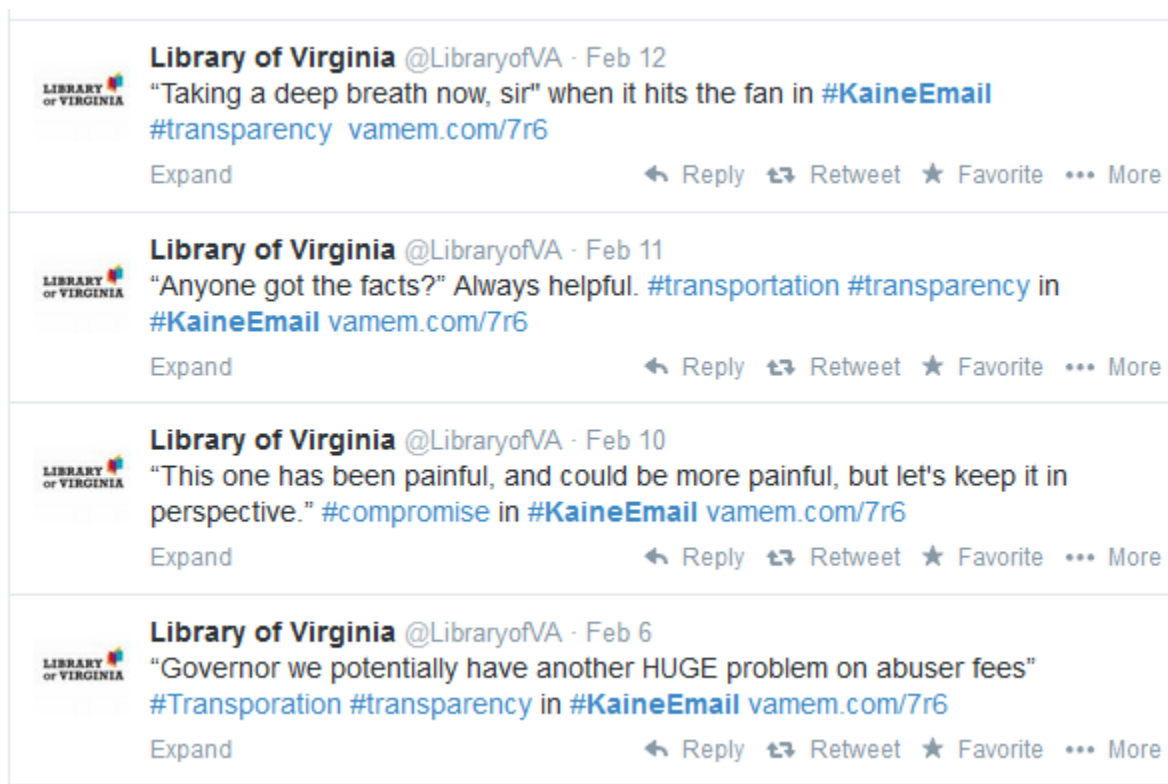 Library of Virginia @LibraryofVA · Feb 12
LIBRARY
OF VIRGINIA
“Taking a deep breath now, sir" when it hits the fan in #KaineEmail
#transparency vamem.com/7r6
Expand Reply Retweet Favorite ••• More
Library of Virginia @LibraryofVA · Feb 11
LIBRARY
OF VIRGINIA
“Anyone got the facts?” Always helpful. #transportation #transparency in
#KaineEmail vamem.com/7r6
Expand Reply Retweet Favorite ••• More
Library of Virginia @LibraryofVA · Feb 10
LIBRARY
OF VIRGINIA
“This one has been painful, and could be more painful, but let's keep it in
perspective.” #compromise in #KaineEmail vamem.com/7r6
Expand Reply Retweet Favorite ••• More
Library of Virginia @LibraryofVA · Feb 6
LIBRARY
OF VIRGINIA
“Governor we potentially have another HUGE problem on abuser fees”
#Transporation #transparency in #KaineEmail vamem.com/7r6
Expand Reply Retweet Favorite ••• More